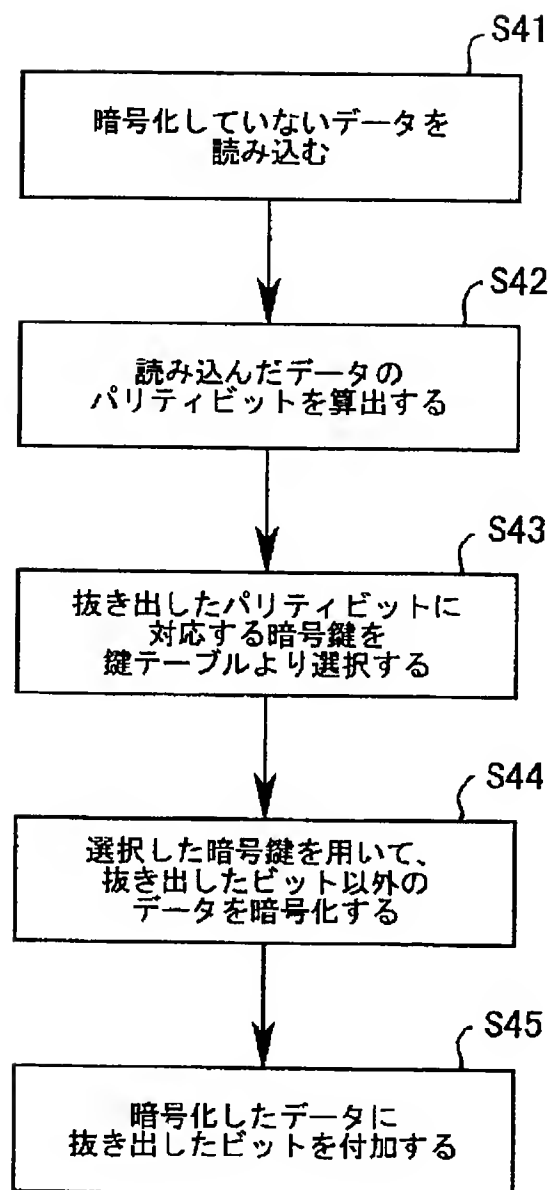 S41
暗号化していないデータを
読み込む
S42
読み込んだデータの
パリティビットを算出する
S43
抜き出したパリティビットに
対応する暗号鍵を
鍵テーブルより選択する
S44
選択した暗号鍵を用いて、
抜き出したビット以外の
データを暗号化する
S45
暗号化したデータに
抜き出したビットを付加する